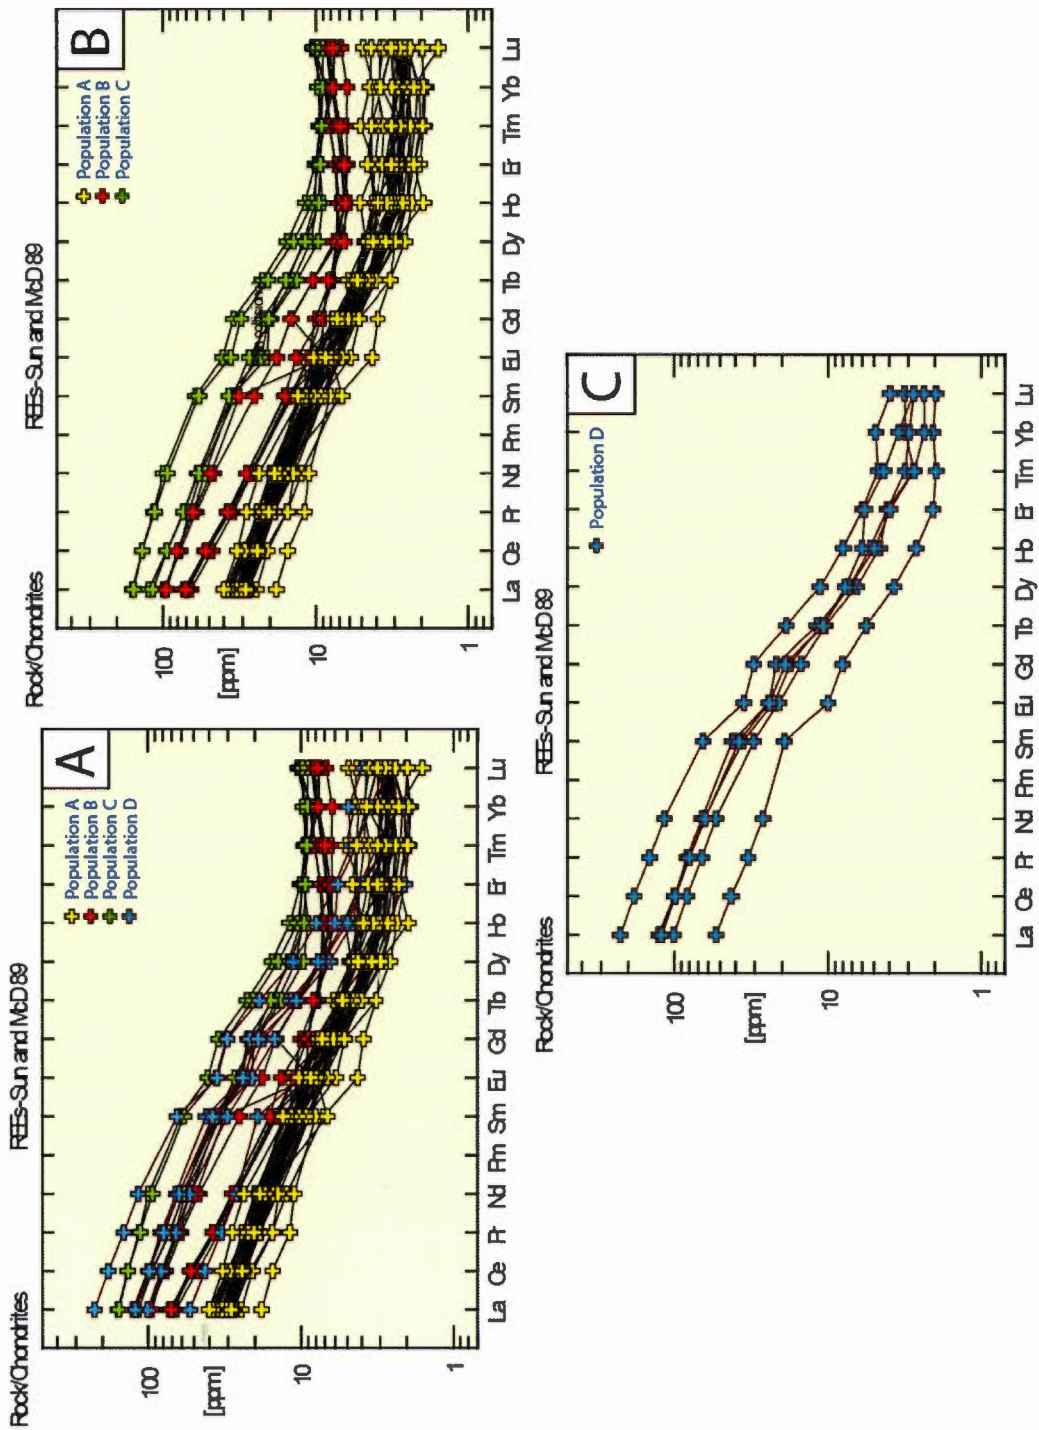 A
REEs-Sun and McD 89
Rock/Chondrites
Population A
Population B
Population C
Population D
100
[ppm]
10
1
La Ce Pr Nd Pm Sm Eu Gd Tb Dy Ho Er Tm Yb Lu
B
REEs-Sun and McD 89
Rock/Chondrites
Population A
Population B
Population C
100
[ppm]
10
1
La Ce Pr Nd Pm Sm Eu Gd Tb Dy Ho Er Tm Yb Lu
C
REEs-Sun and McD 89
Rock/Chondrites
Population D
100
[ppm]
10
1
La Ce Pr Nd Pm Sm Eu Gd Tb Dy Ho Er Tm Yb Lu